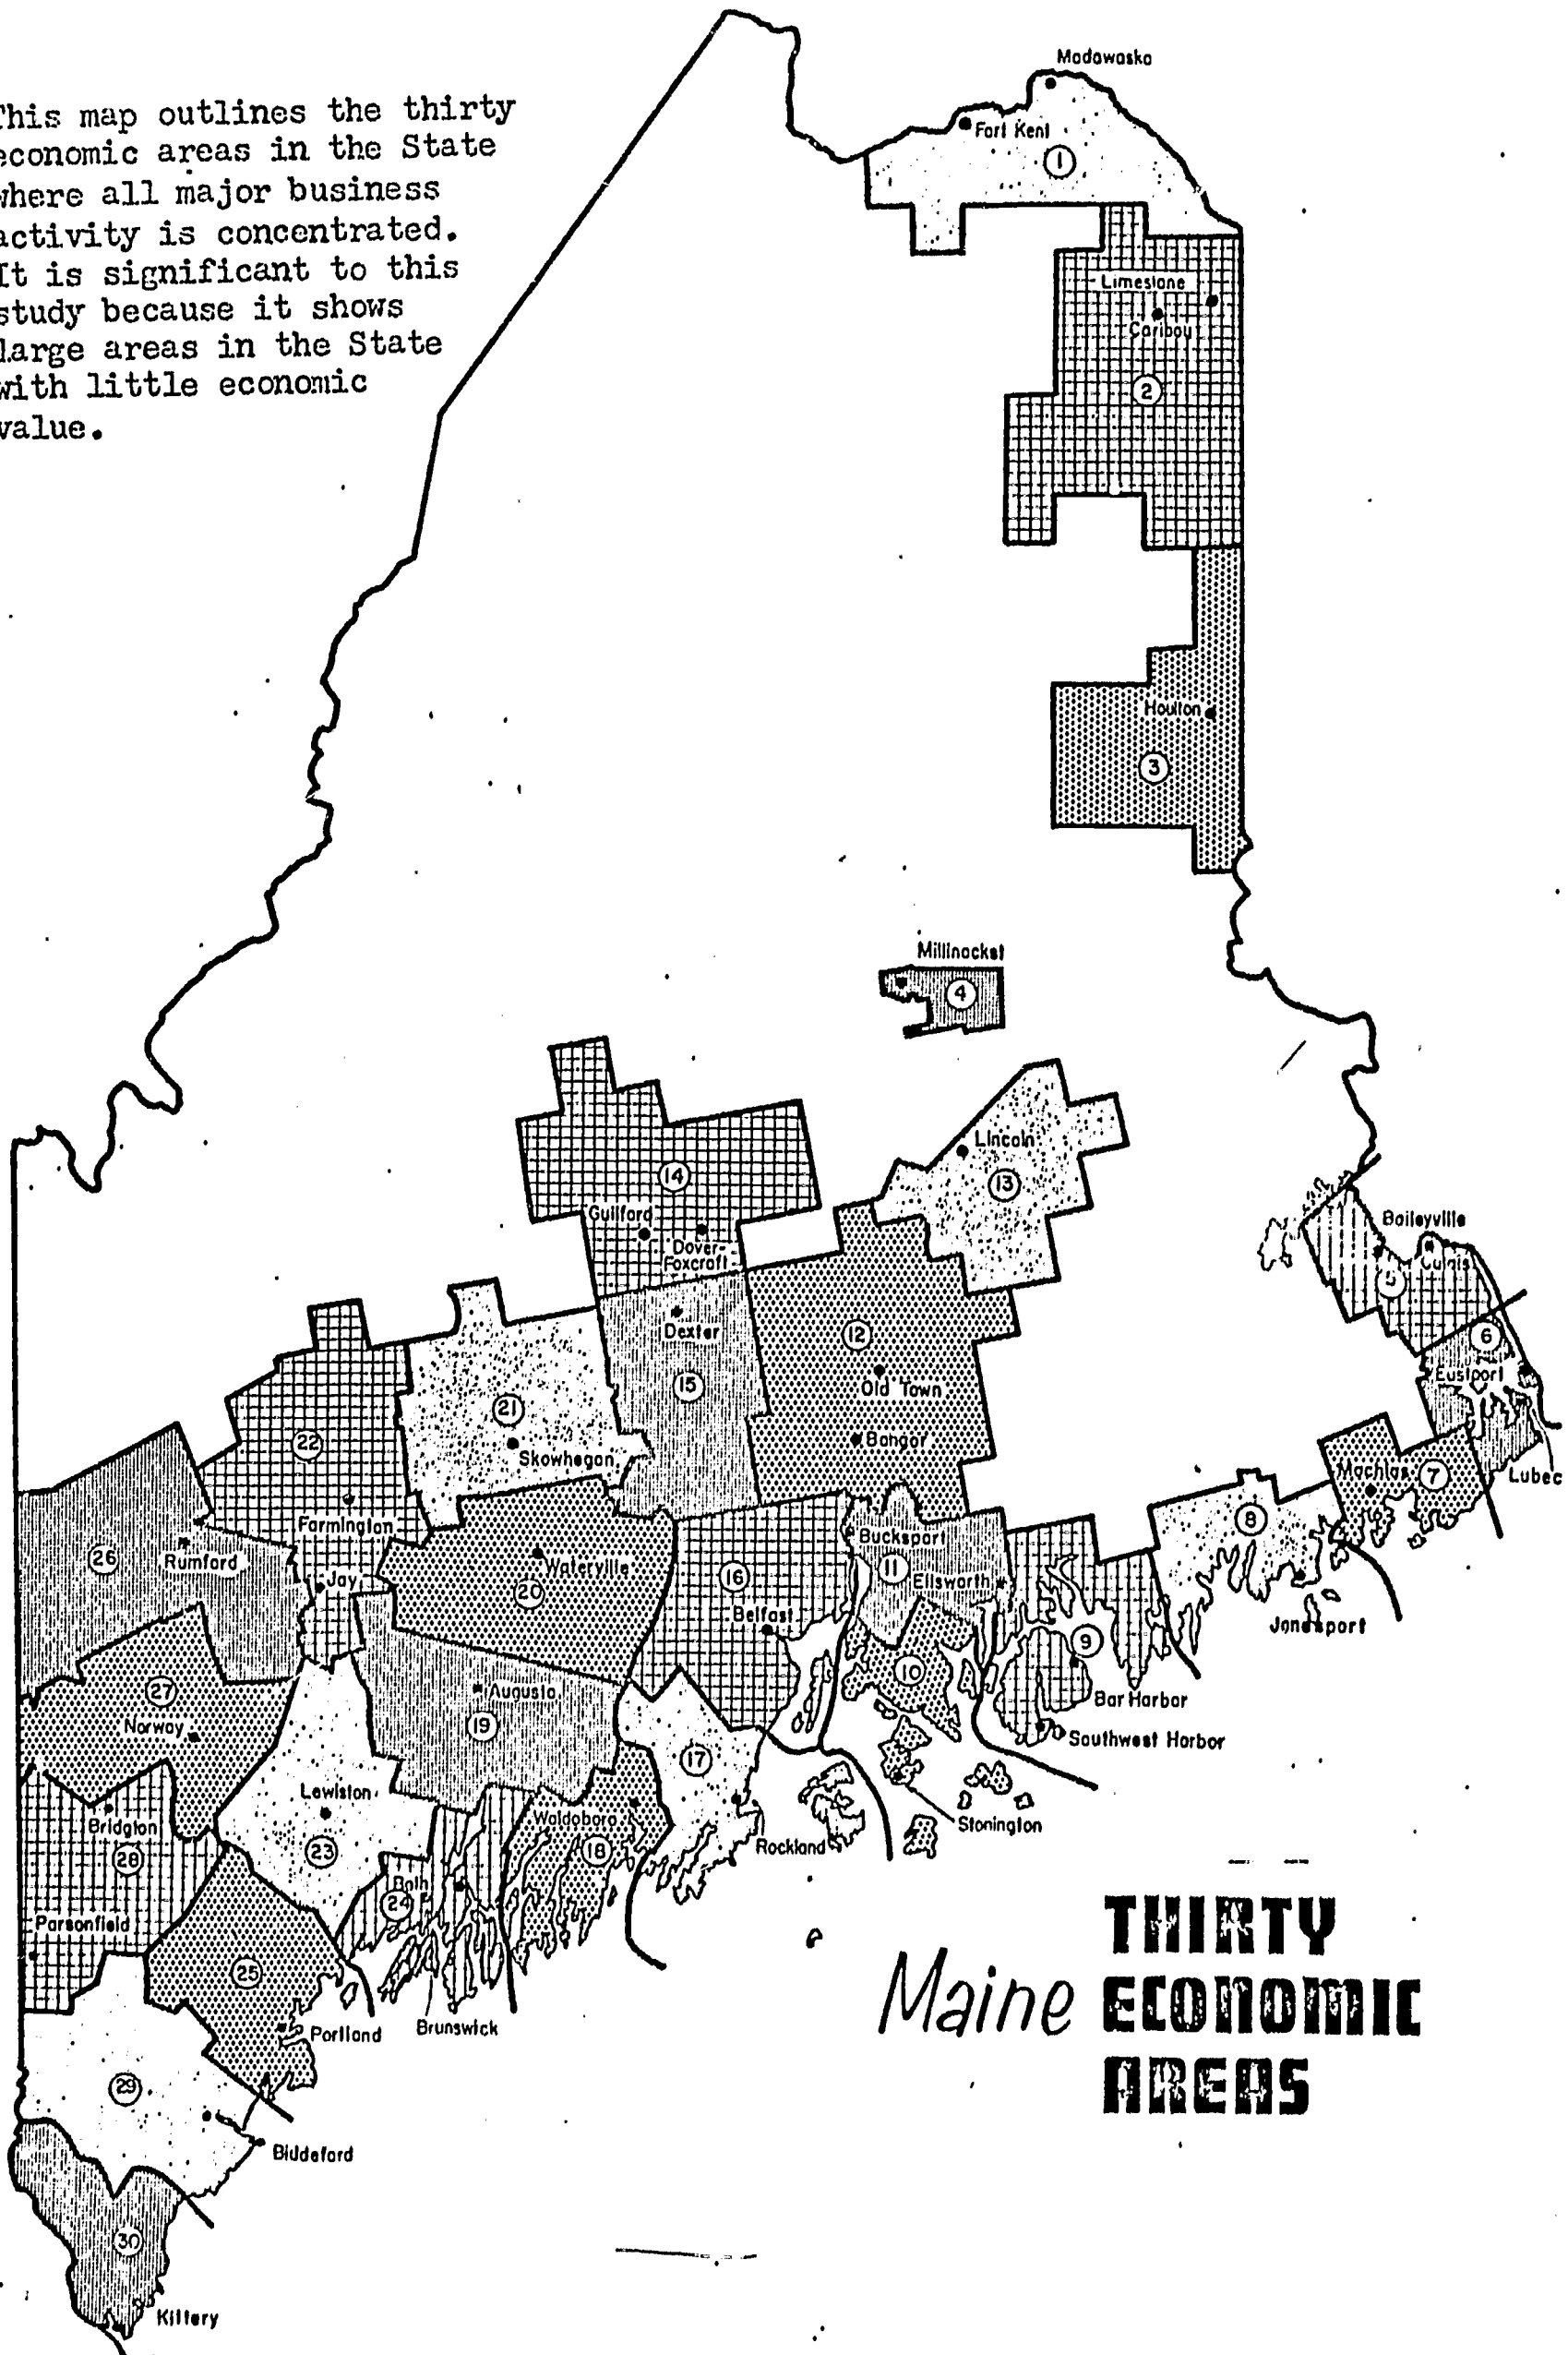 This map outlines the thirty
economic areas in the State
where all major business
activity is concentrated.
It is significant to this
study because it shows
large areas in the State
with little economic
value.
Madawaska
Fort Kent
1
Limestone
Caribou
2
Houlton
3
Millinocket
4
Lincoln
13
14
Guilford
Dover-
Foxcroft
Baileyville
Calais
5
6
Eastport
Lubec
Dexter
12
15
Old Town
21
Bangor
Skowhegan
22
Machias
7
Farmington
8
Bucksport
26
Rumford
Waterville
11
Ellsworth
Jay
20
16
Belfast
Jonesport
9
10
27
Augusta
Bar Harbor
Norway
19
Southwest Harbor
17
Lewiston
Bridgton
Waldoboro
Stonington
28
23
18
Rockland
Bath
24
Parsonfield
25
Portland
Brunswick
29
Biddeford
30
Kittery
Maine
THIRTY
ECONOMIC
AREAS